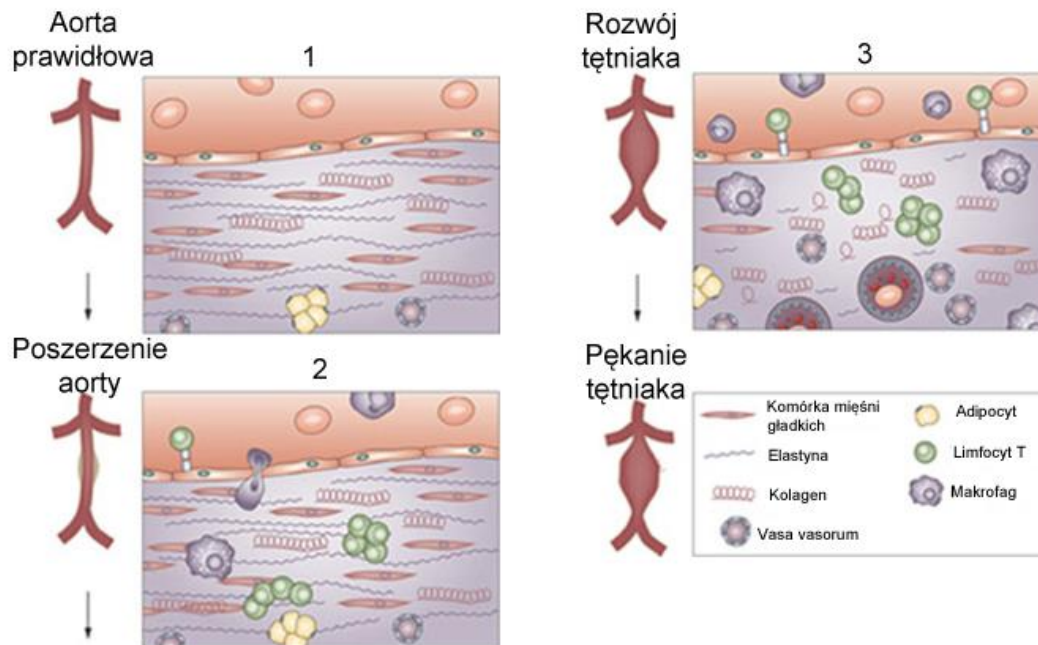 Aorta
prawidłowa
1
Poszerzenie
aorty
2
Rozwój
tętniaka
3
Pękanie
tętniaka
Komórka mięśni
gładkich
Elastyna
Kolagen
Vasa vasorum
Adipocyt
Limfocyt T
Makrofag